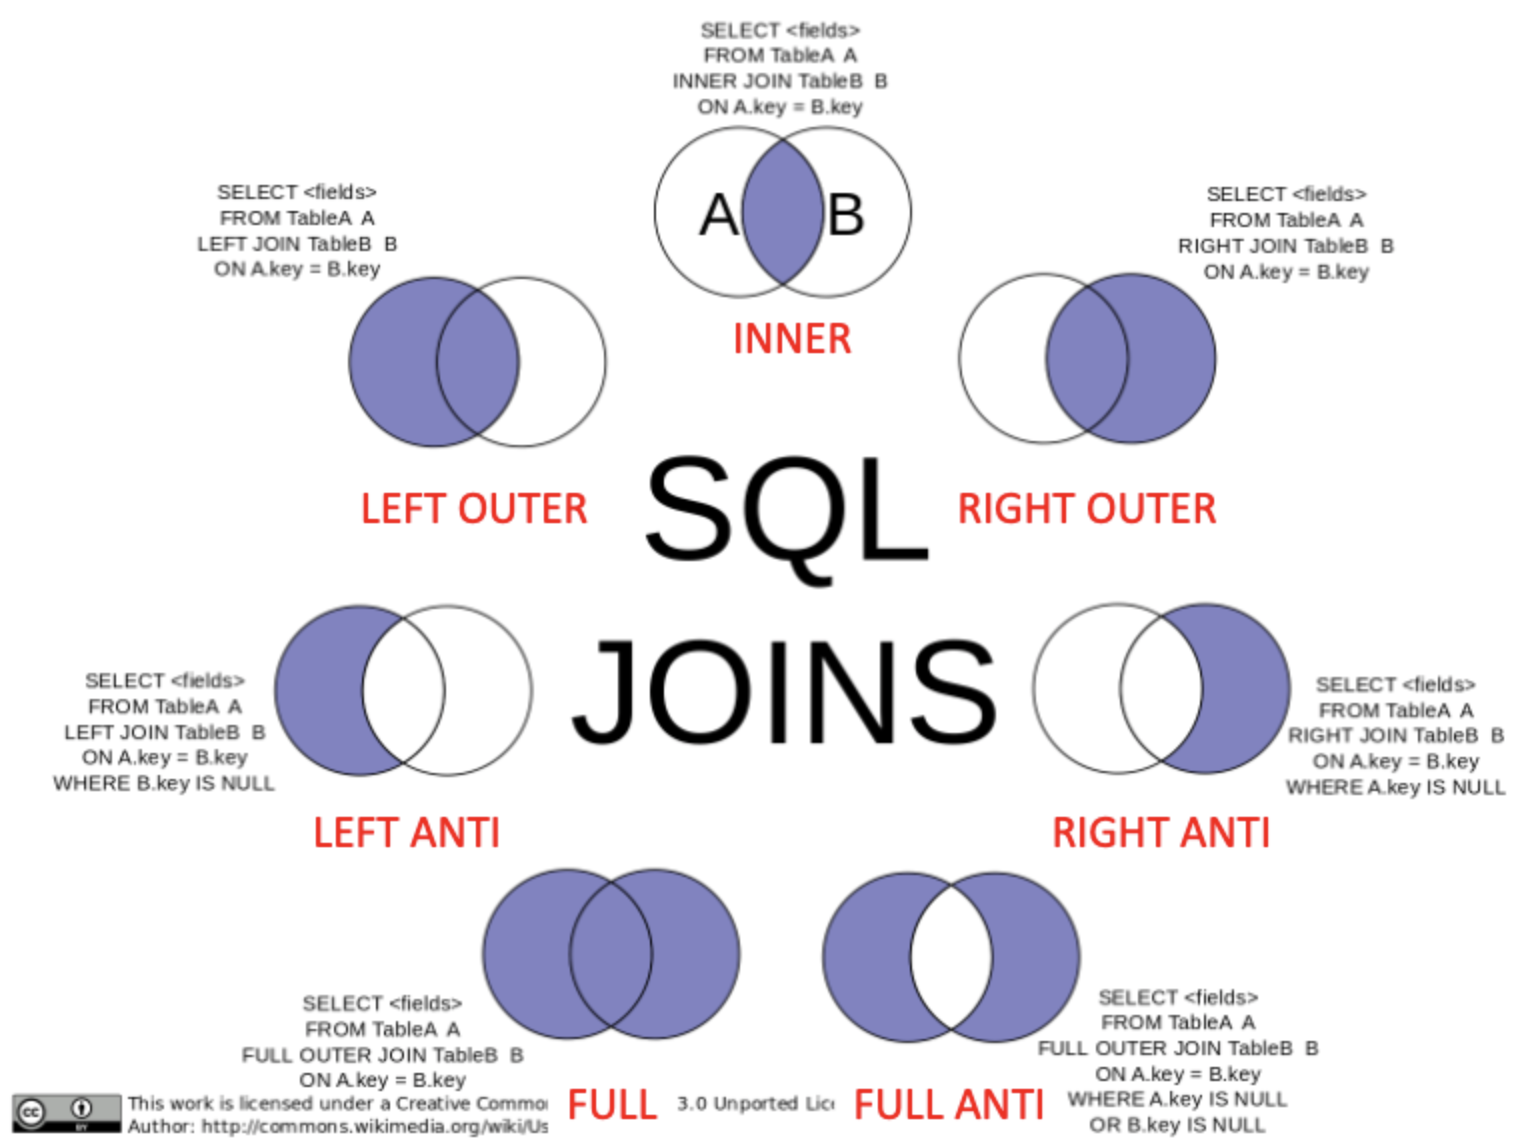 SELECT <fields>
FROM TableA A
INNER JOIN TableB B
ON A.key = B.key
A B
INNER
SELECT <fields>
FROM TableA A
LEFT JOIN TableB B
ON A.key = B.key
LEFT OUTER
SELECT <fields>
FROM TableA A
RIGHT JOIN TableB B
ON A.key = B.key
RIGHT OUTER
SQL
JOINS
SELECT <fields>
FROM TableA A
LEFT JOIN TableB B
ON A.key = B.key
WHERE B.key IS NULL
LEFT ANTI
SELECT <fields>
FROM TableA A
RIGHT JOIN TableB B
ON A.key = B.key
WHERE A.key IS NULL
RIGHT ANTI
SELECT <fields>
FROM TableA A
FULL OUTER JOIN TableB B
ON A.key = B.key
FULL
SELECT <fields>
FROM TableA A
FULL OUTER JOIN TableB B
ON A.key = B.key
WHERE A.key IS NULL
OR B.key IS NULL
FULL ANTI
cc BY
This work is licensed under a Creative Commo 3.0 Unported Lic
Author: http://commons.wikimedia.org/wiki/Us